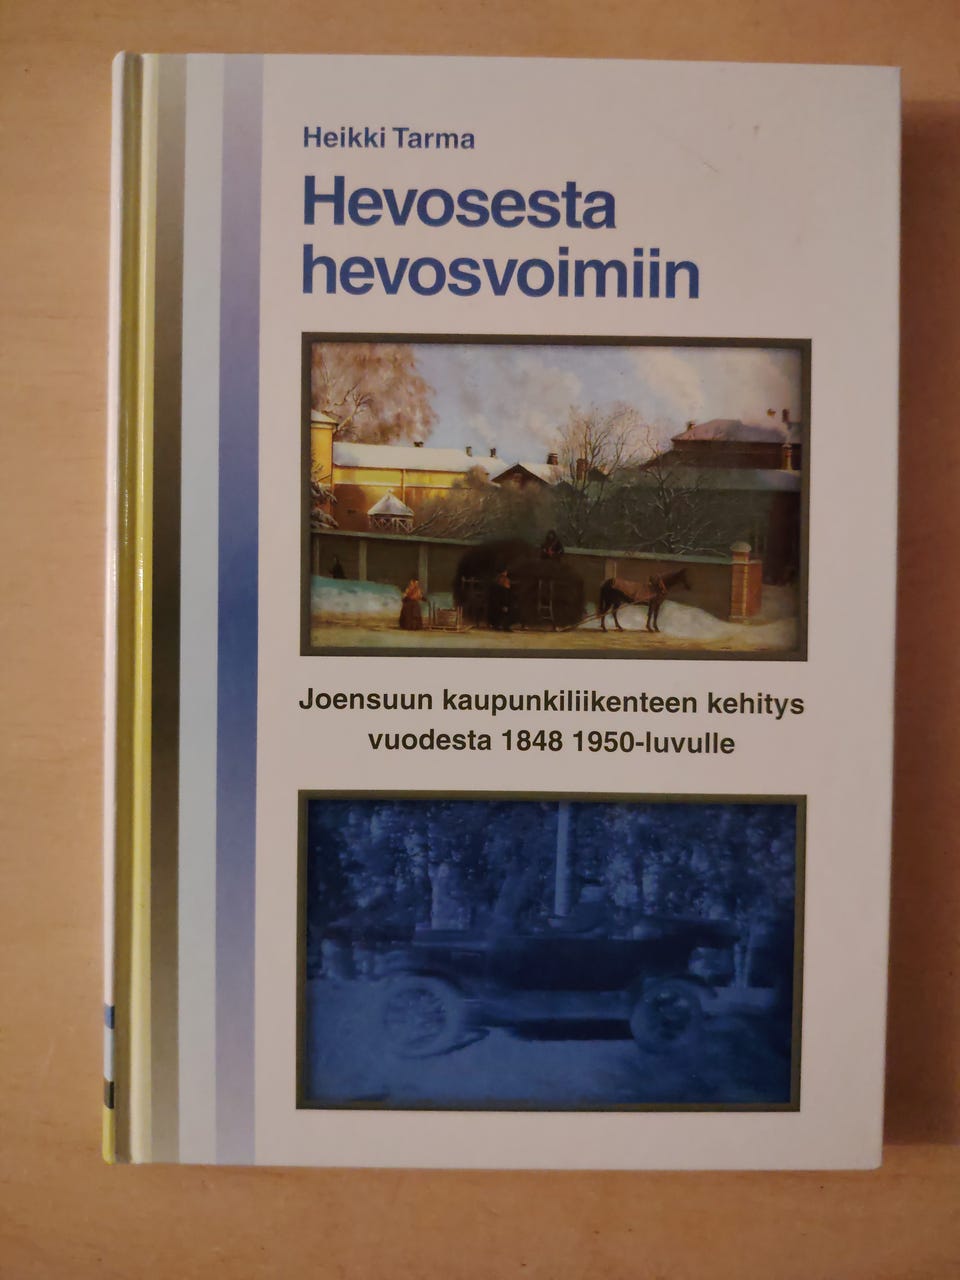 Heikki Tarma
Hevosesta
hevosvoimiin
Joensuun kaupunkiliikenteen kehitys
vuodesta 1848 1950-luvulle